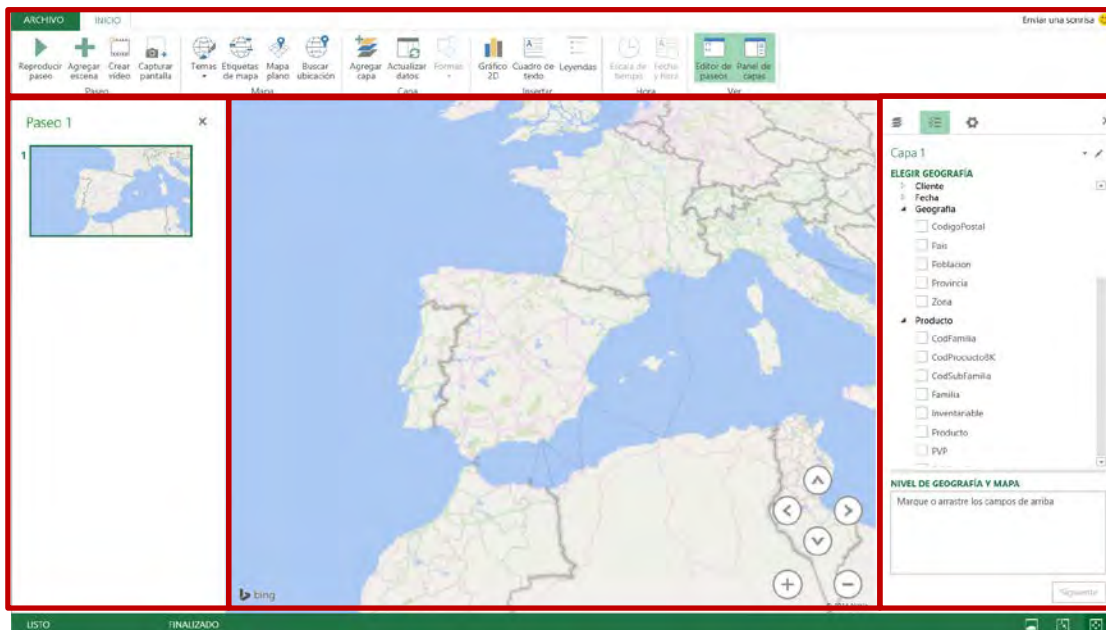 ARCHIVO INICIO Enviar una sonrisa
Reproducir paseo Agregar escena Crear vídeo Capturar pantalla
Temas Etiquetas de mapa Mapa plano Buscar ubicación
Agregar capa Actualizar datos Formas
Gráfico 2D Cuadro de texto Leyendas
Escala de tiempo Fecha y Hora
Editor de paseos Panel de capas
Paseo Mapa Capa Insertar Hora Ver
Paseo 1
1
bing
Capa 1
ELEGIR GEOGRAFÍA
Cliente
Fecha
Geografia
CodigoPostal
Pais
Poblacion
Provincia
Zona
Producto
CodFamilia
CodProductoBK
CodSubFamilia
Familia
Inventariable
Producto
PVP
NIVEL DE GEOGRAFÍA Y MAPA
Marque o arrastre los campos de arriba
Siguiente
LISTO FINALIZADO